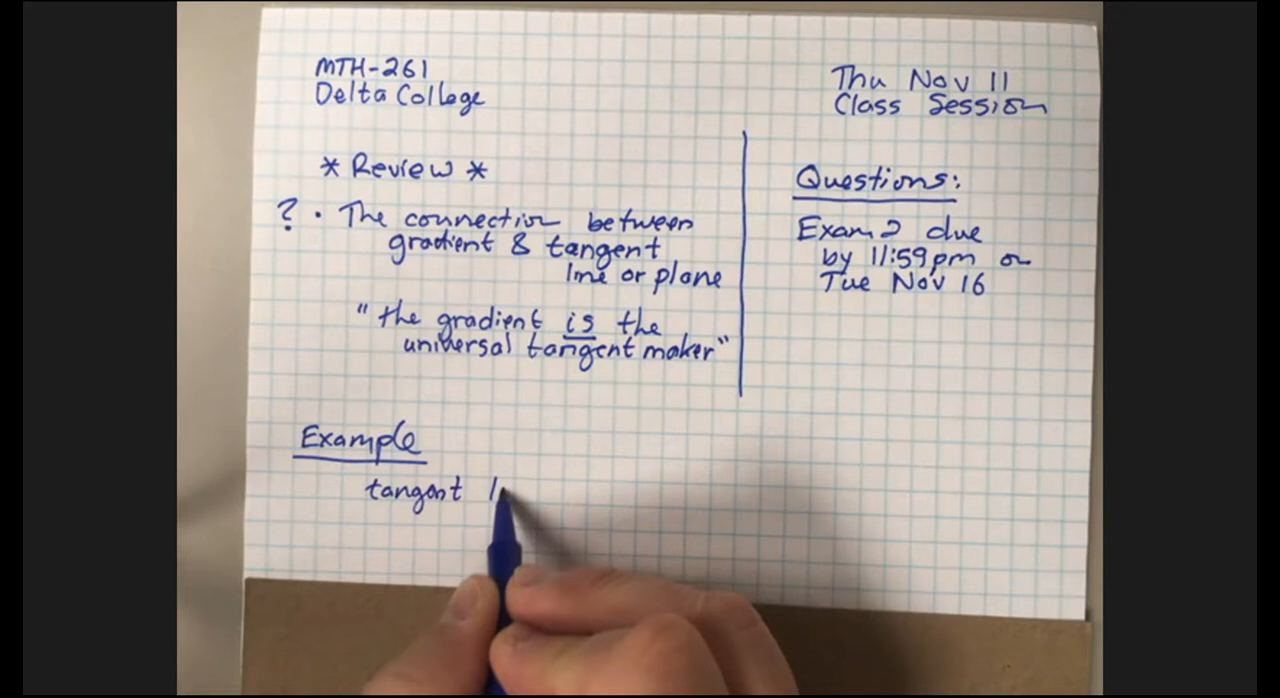 MTH-261
Delta College
Thu Nov 11
Class Session
* Review *
? • The connection between
gradient & tangent
line or plane
"the gradient is the
universal tangent maker"
Questions:
Exam 2 due
by 11:59pm on
Tue Nov 16
Example
tangent l